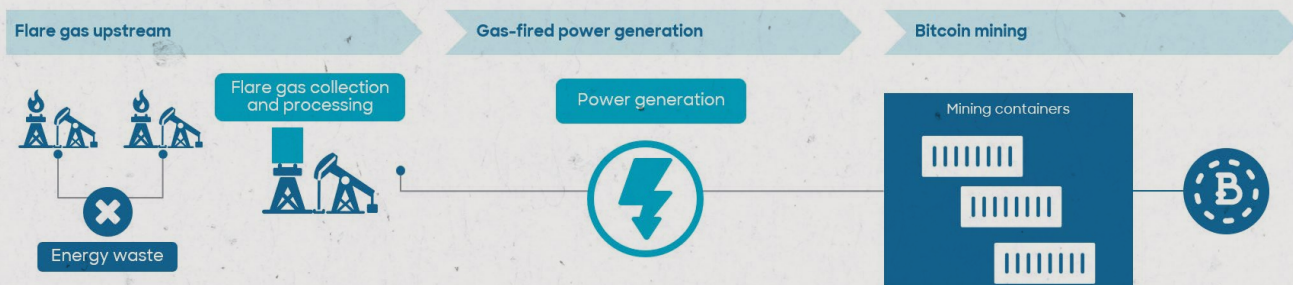 Flare gas upstream
Gas-fired power generation
Bitcoin mining
Flare gas collection
and processing
Power generation
Mining containers
Energy waste